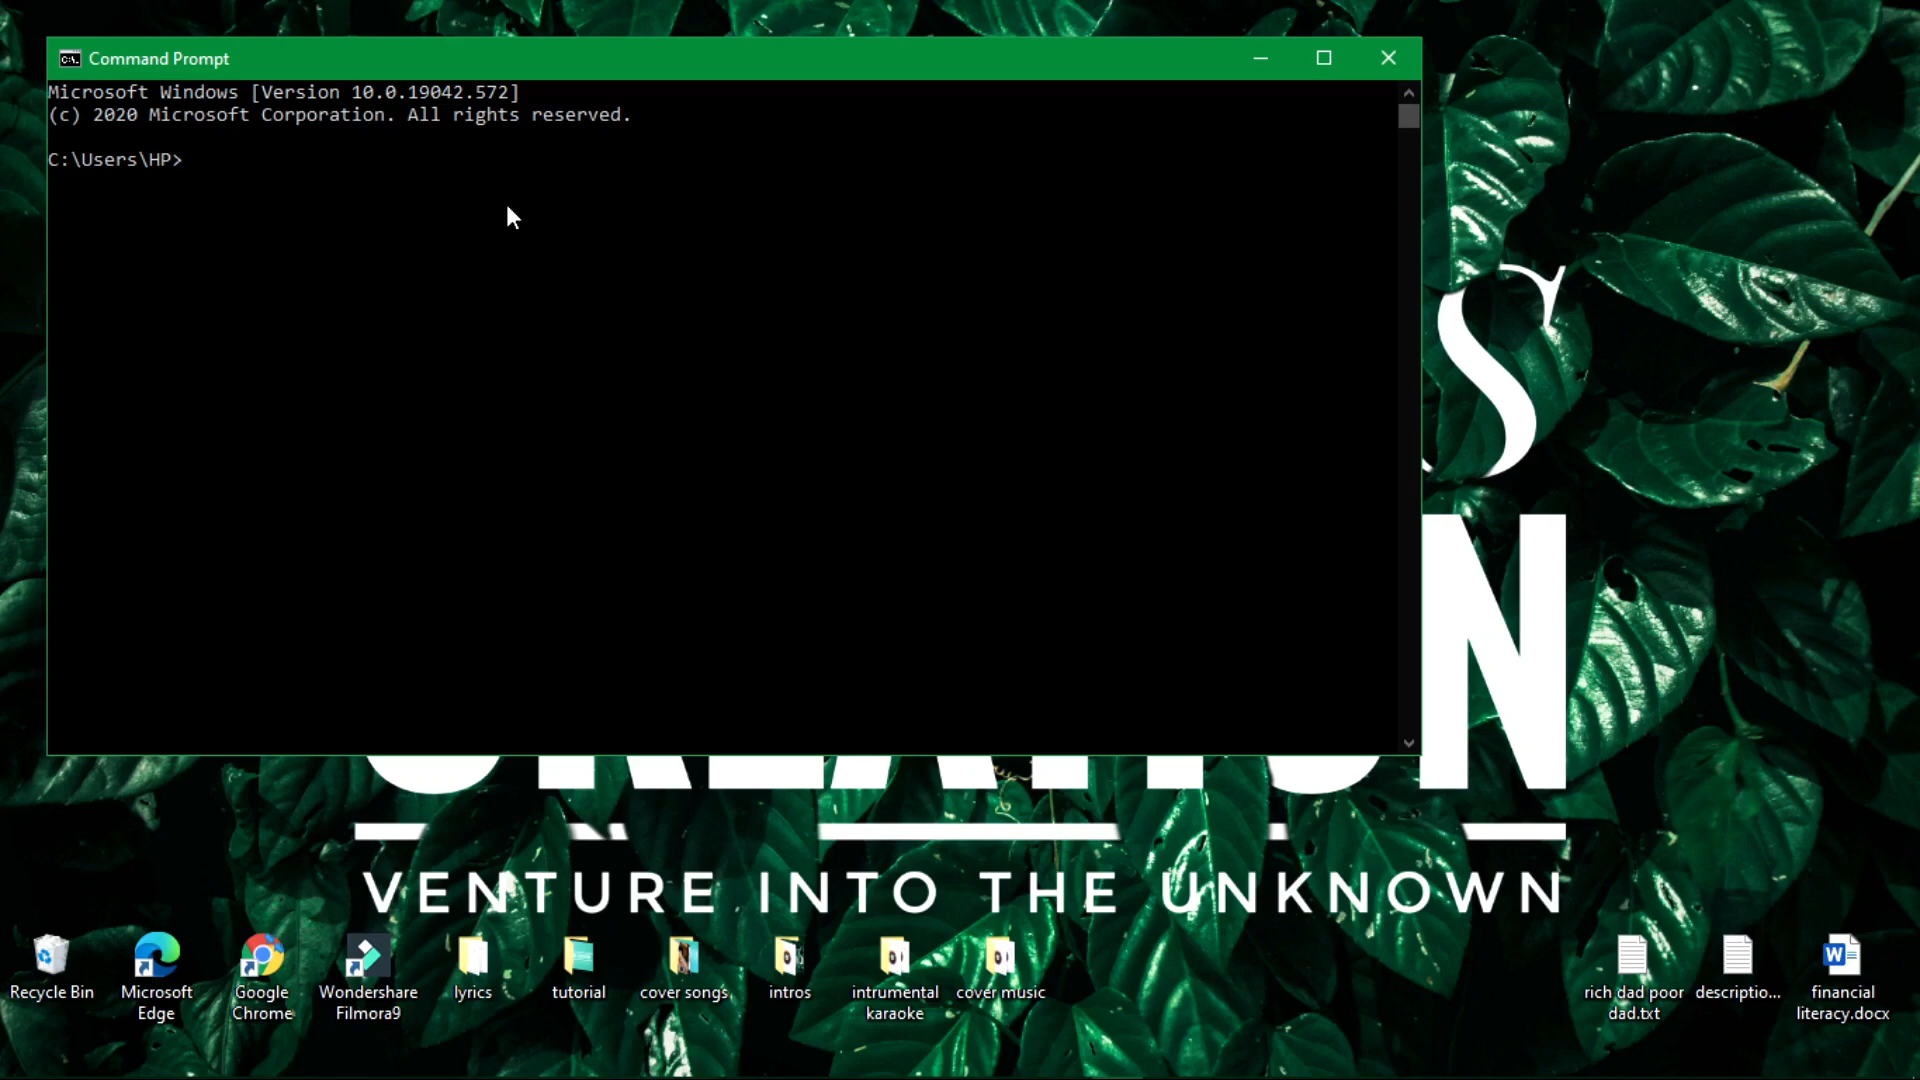 Command Prompt
Microsoft Windows [Version 10.0.19042.572]
(c) 2020 Microsoft Corporation. All rights reserved.
C:\Users\HP>
S
N
VENTURE INTO THE UNKNOWN
Recycle Bin
Microsoft
Edge
Google
Chrome
Wondershare
Filmora9
lyrics
tutorial
cover songs
intros
intrumental
karaoke
cover music
rich dad poor
dad.txt
descriptio...
financial
literacy.docx